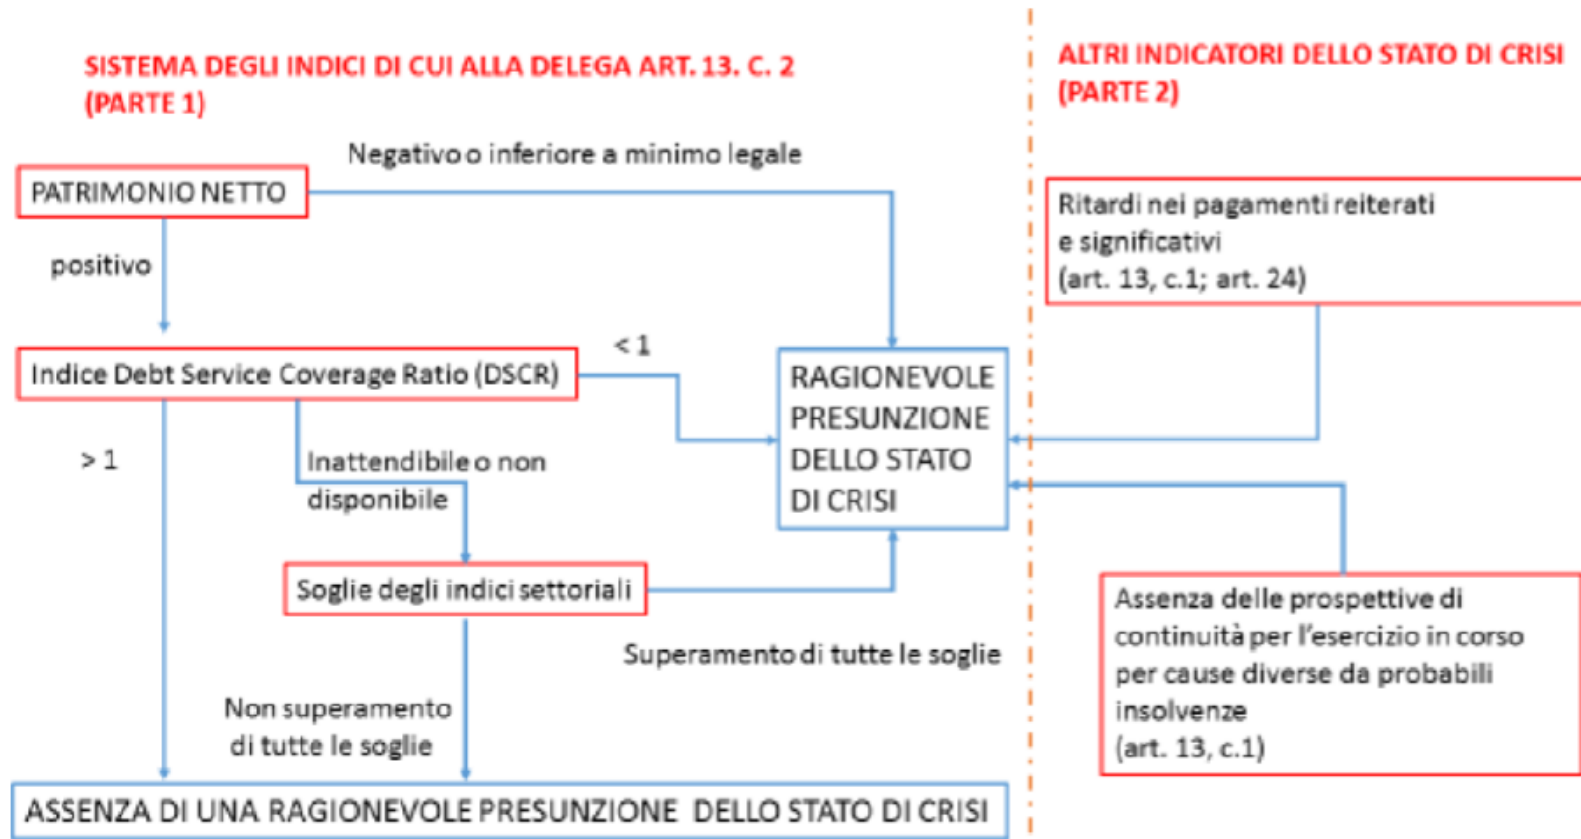 SISTEMA DEGLI INDICI DI CUI ALLA DELEGA ART. 13. C. 2
(PARTE 1)
ALTRI INDICATORI DELLO STATO DI CRISI
(PARTE 2)
Negativo o inferiore a minimo legale
PATRIMONIO NETTO
positivo
Ritardi nei pagamenti reiterati
e significativi
(art. 13, c.1; art. 24)
Indice Debt Service Coverage Ratio (DSCR)
< 1
RAGIONEVOLE
PRESUNZIONE
DELLO STATO
DI CRISI
> 1
Inattendibile o non
disponibile
Soglie degli indici settoriali
Superamento di tutte le soglie
Non superamento
di tutte le soglie
Assenza delle prospettive di
continuità per l'esercizio in corso
per cause diverse da probabili
insolvenze
(art. 13, c.1)
ASSENZA DI UNA RAGIONEVOLE PRESUNZIONE DELLO STATO DI CRISI